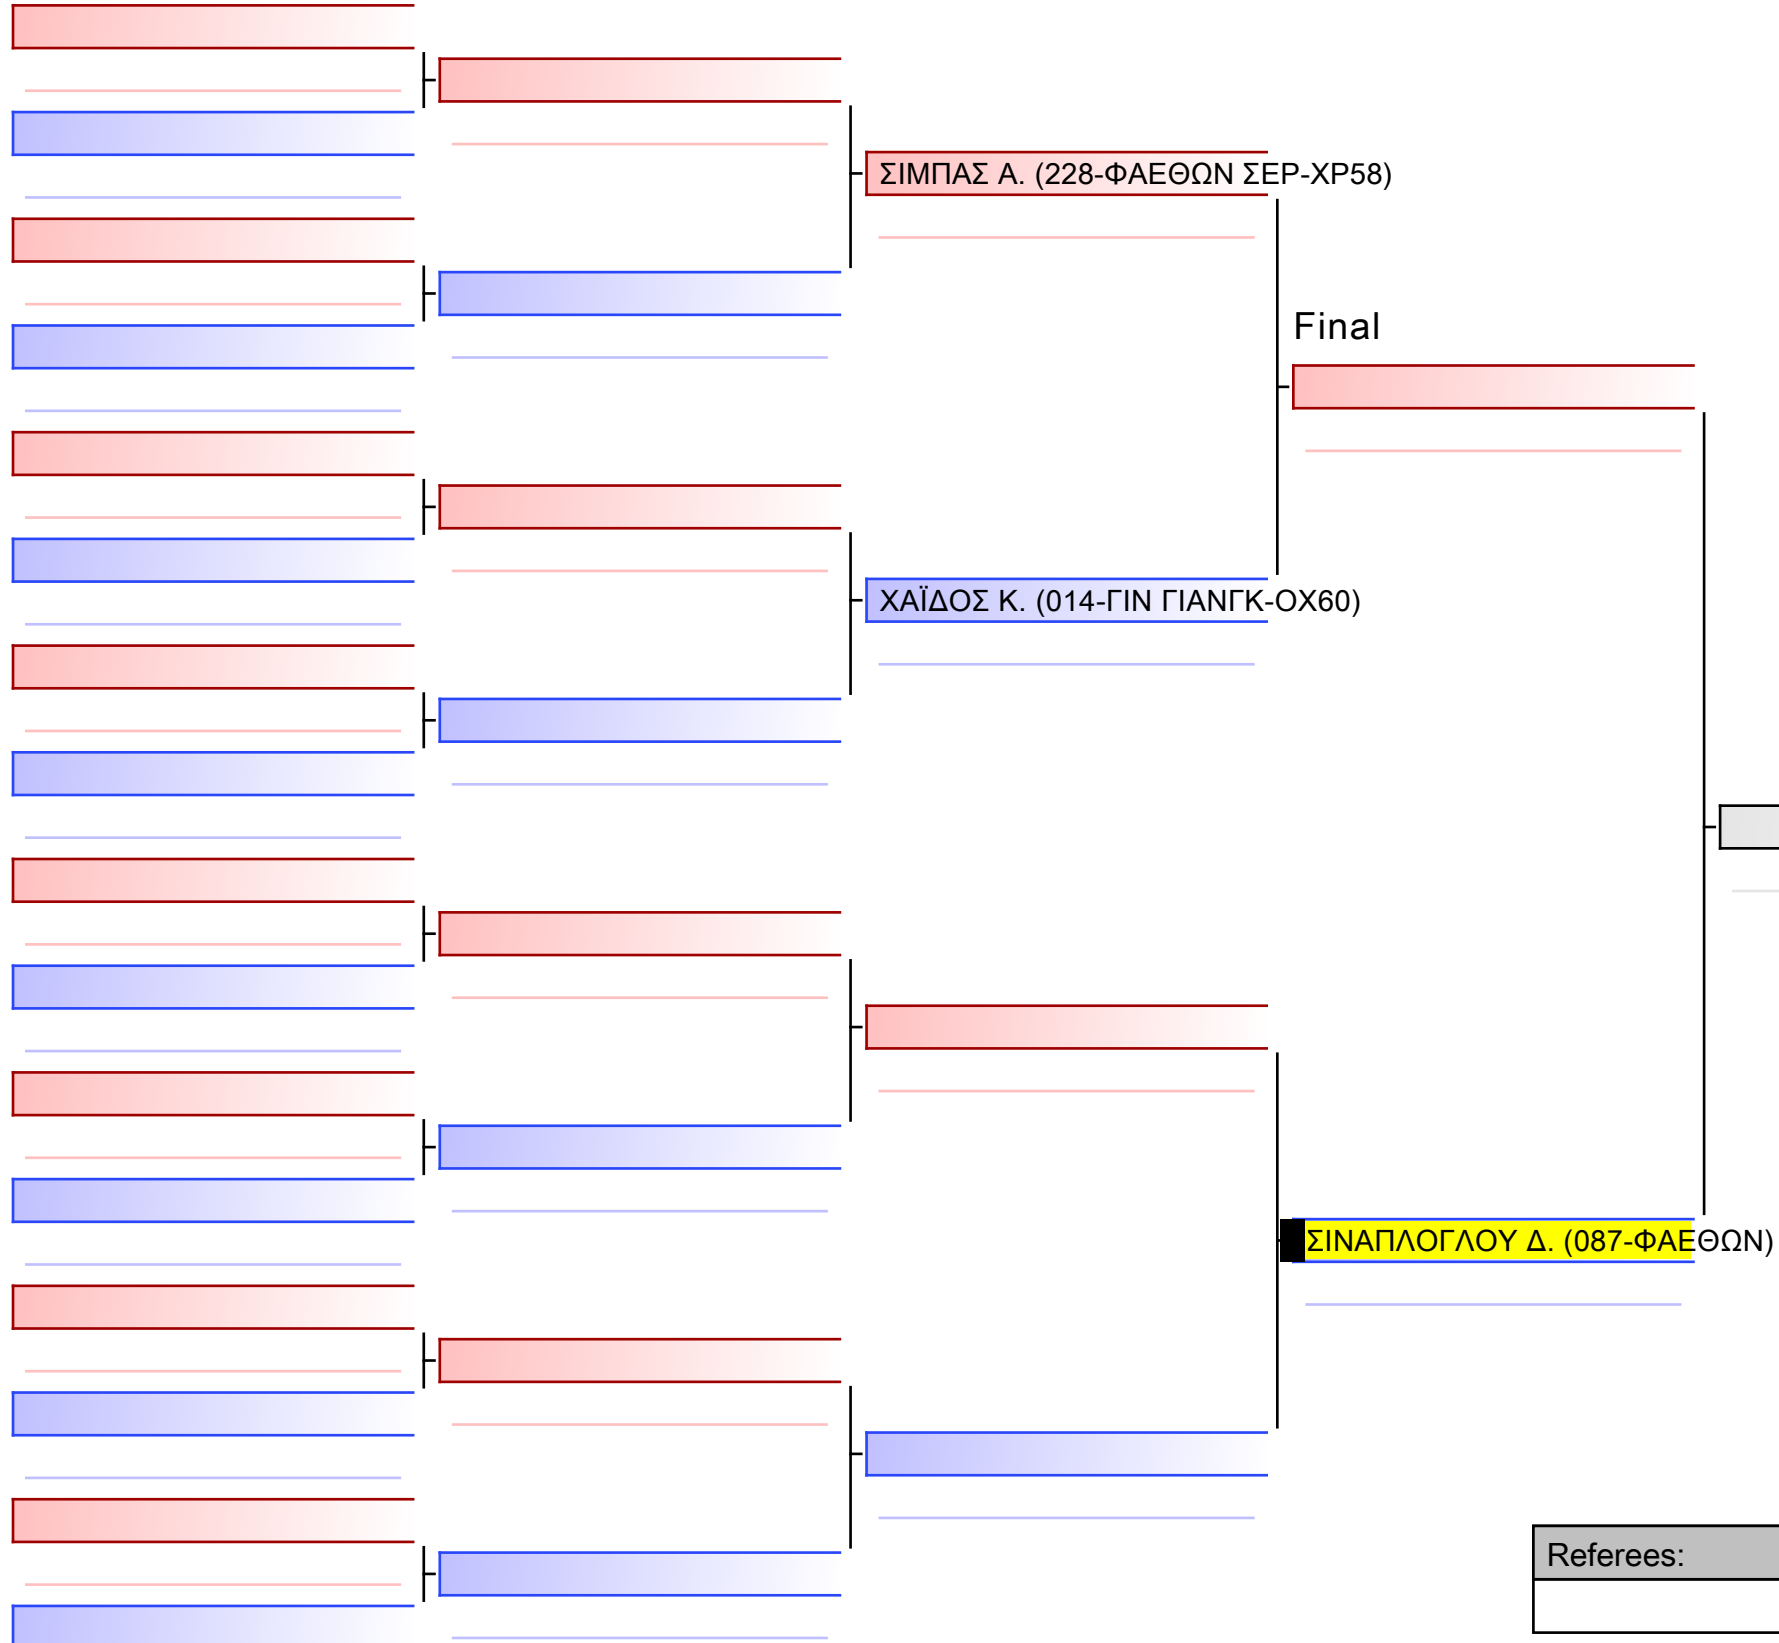 ΣΙΜΠΑΣ Α. (228-ΦΑΕΘΩΝ ΣΕΡ-ΧΡ58)
Final
ΧΑΪΔΟΣ Κ. (014-ΓΙΝ ΓΙΑΝΓΚ-ΟΧ60)
ΣΙΝΑΠΛΟΓΛΟΥ Δ. (087-ΦΑΕΘΩΝ)
Referees: